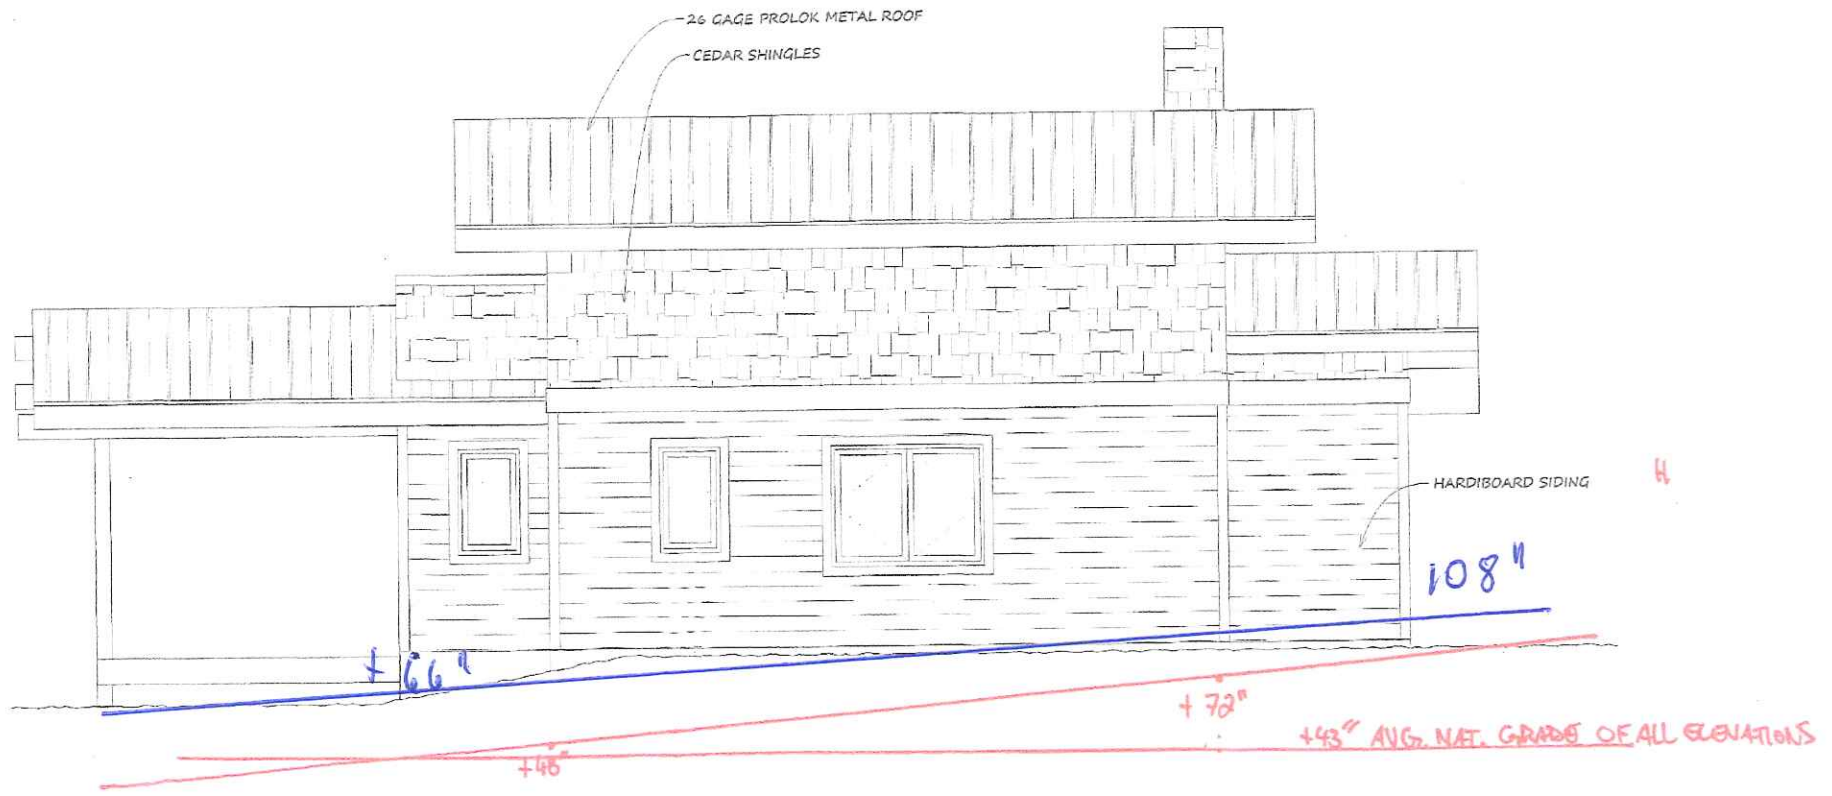 26 GAGE PROLOK METAL ROOF
CEDAR SHINGLES
HARDIBOARD SIDING
H
108"
+ 66"
+ 72"
+43" AVG. NAT. GRADE OF ALL ELEVATIONS